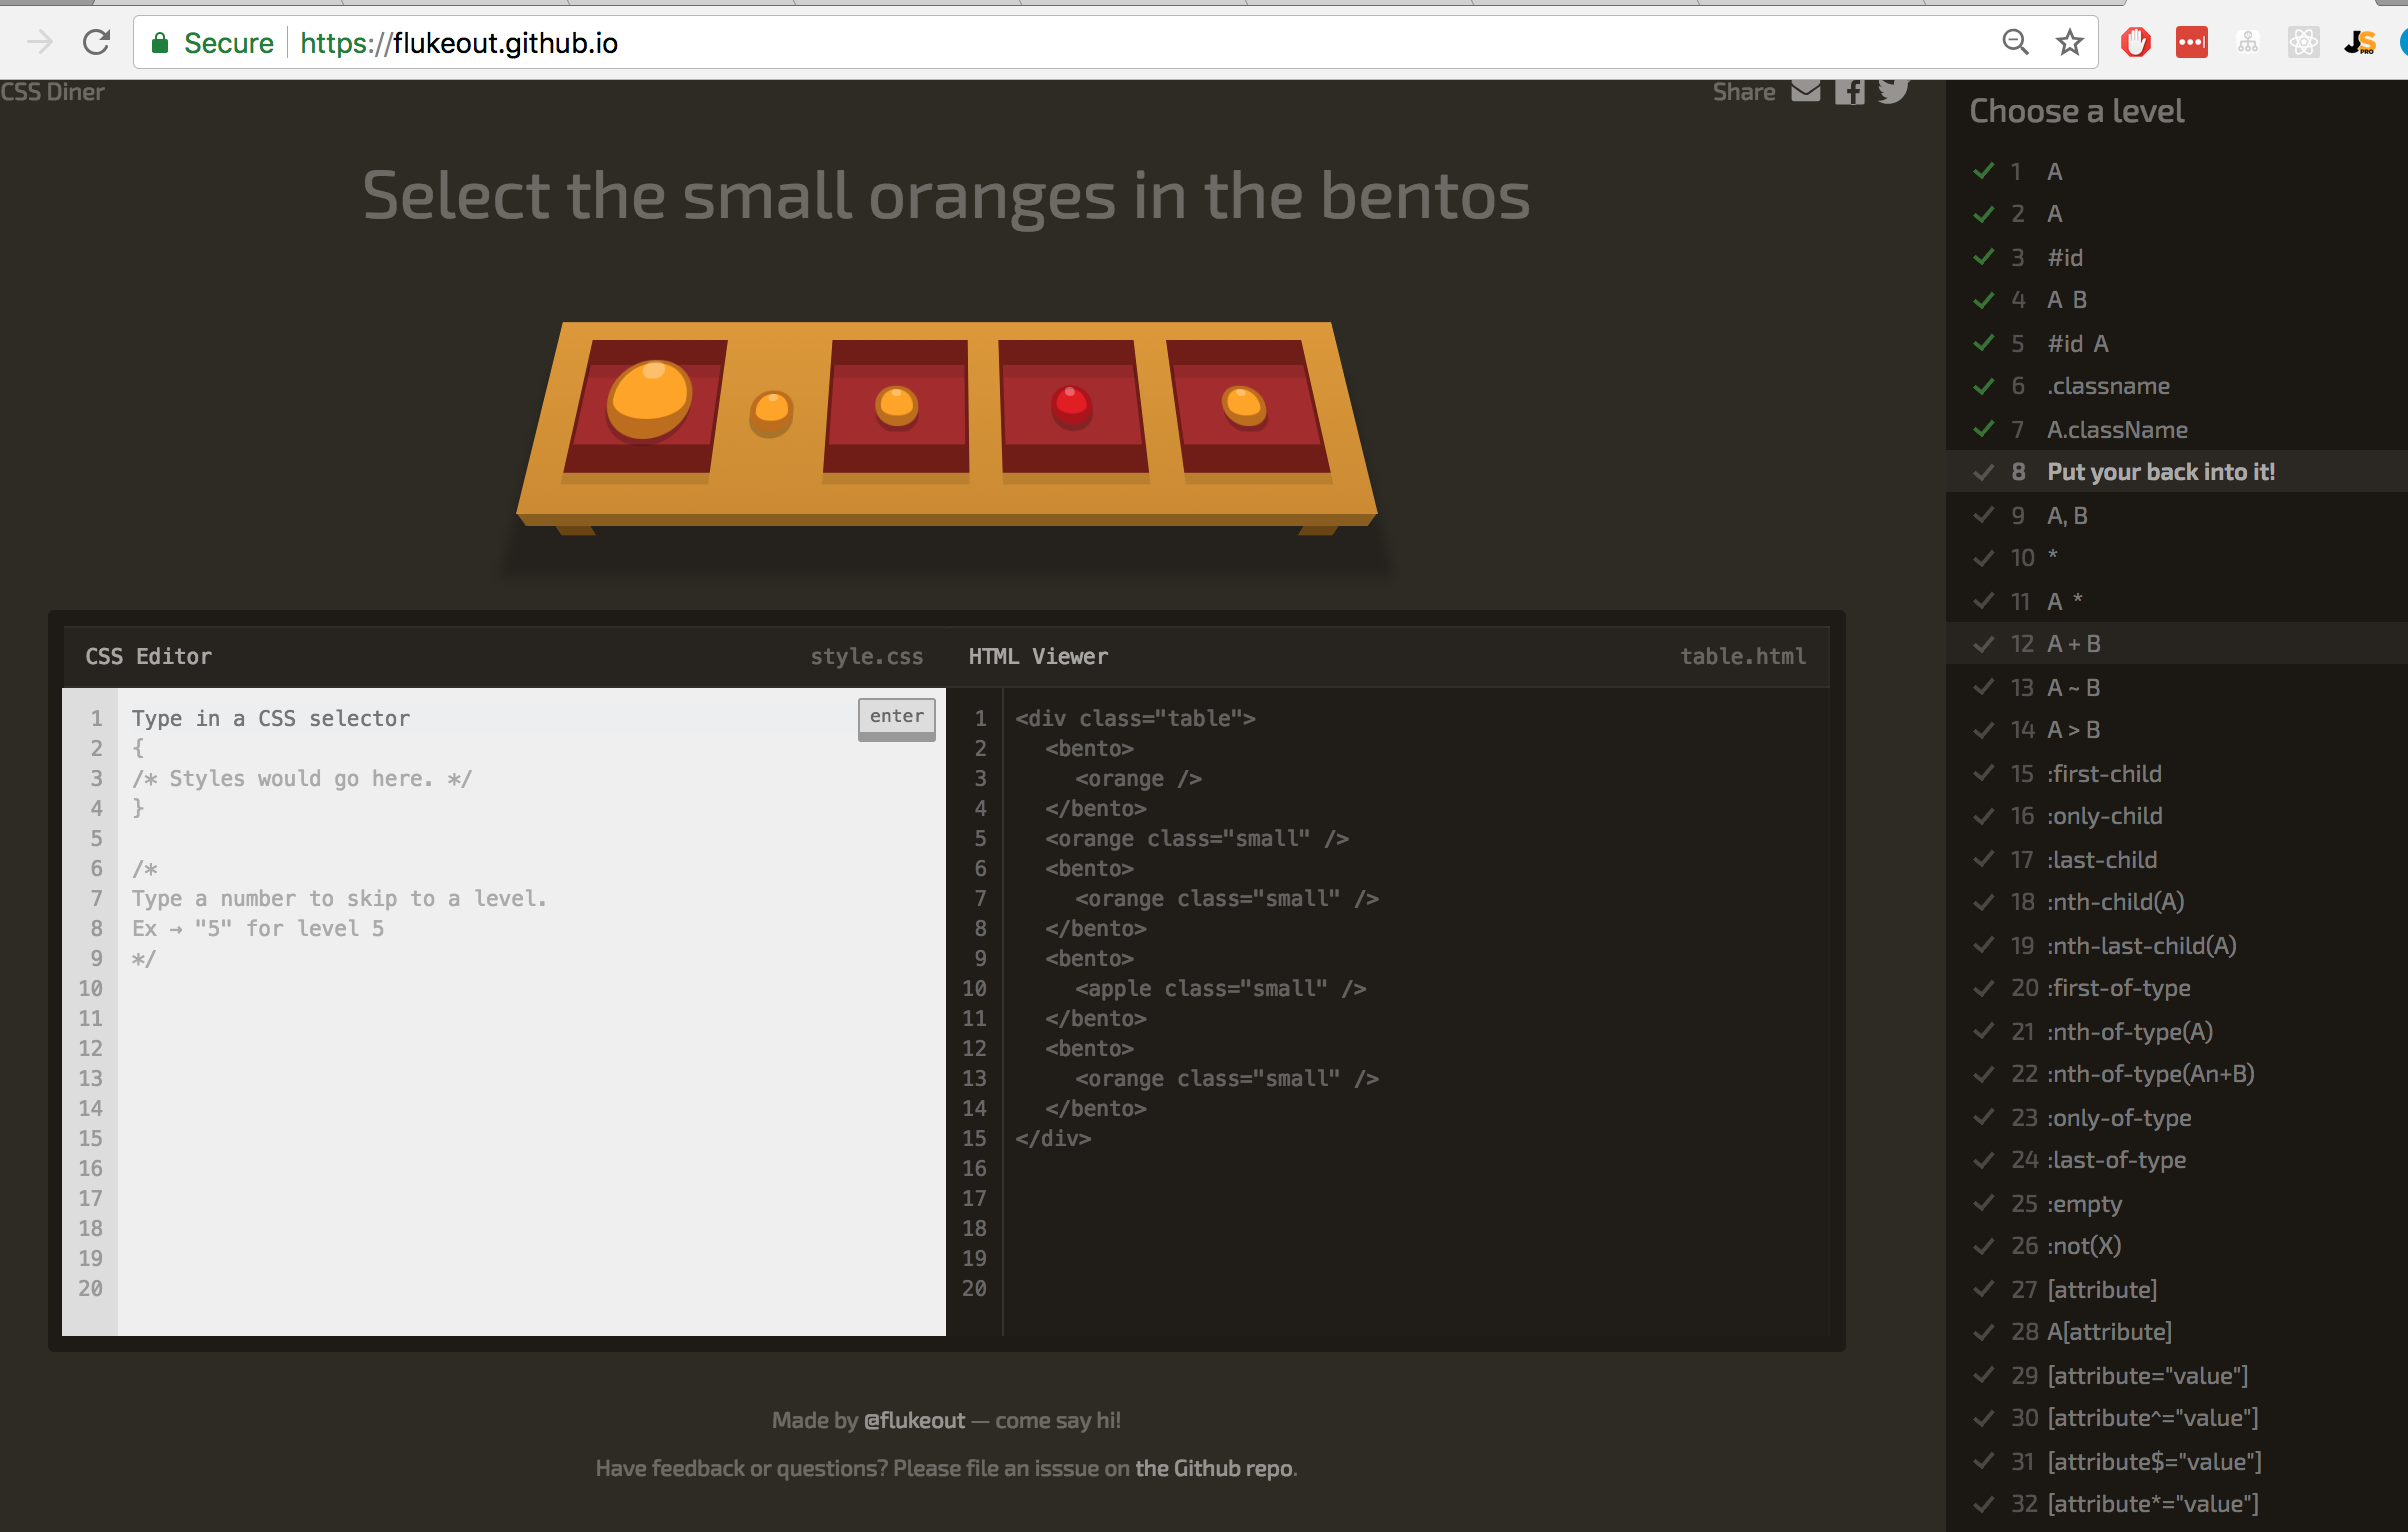 Secure https://flukeout.github.io
JS PRO
CSS Diner
Share
Select the small oranges in the bentos
CSS Editor style.css
enter
1 Type in a CSS selector
2 {
3 /* Styles would go here. */
4 }
5
6 /*
7 Type a number to skip to a level.
8 Ex → "5" for level 5
9 */
10
11
12
13
14
15
16
17
18
19
20
HTML Viewer table.html
1 <div class="table">
2 <bento>
3 <orange />
4 </bento>
5 <orange class="small" />
6 <bento>
7 <orange class="small" />
8 </bento>
9 <bento>
10 <apple class="small" />
11 </bento>
12 <bento>
13 <orange class="small" />
14 </bento>
15 </div>
16
17
18
19
20
Made by @flukeout — come say hi!
Have feedback or questions? Please file an isssue on the Github repo.
Choose a level
1 A
2 A
3 #id
4 A B
5 #id A
6 .classname
7 A.className
8 Put your back into it!
9 A, B
10 *
11 A *
12 A + B
13 A ~ B
14 A > B
15 :first-child
16 :only-child
17 :last-child
18 :nth-child(A)
19 :nth-last-child(A)
20 :first-of-type
21 :nth-of-type(A)
22 :nth-of-type(An+B)
23 :only-of-type
24 :last-of-type
25 :empty
26 :not(X)
27 [attribute]
28 A[attribute]
29 [attribute="value"]
30 [attribute^="value"]
31 [attribute$="value"]
32 [attribute*="value"]